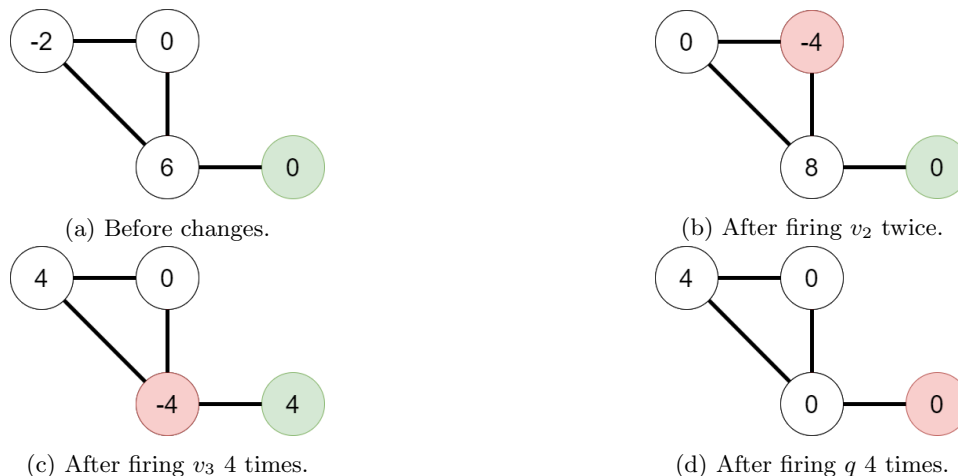 -2 0
0 -4
6 0
8 0
(a) Before changes.
(b) After firing v₂ twice.
4 0
4 0
-4 4
0 0
(c) After firing v₃ 4 times.
(d) After firing q 4 times.